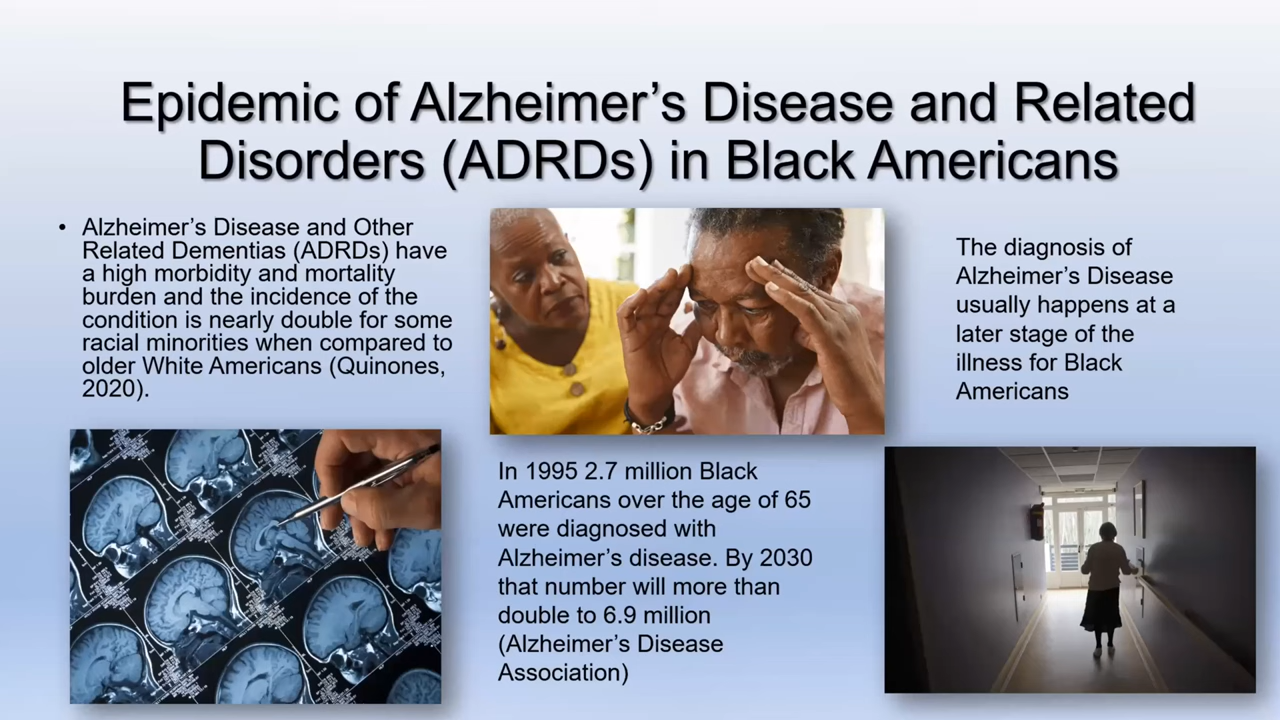 Epidemic of Alzheimer’s Disease and Related
Disorders (ADRDs) in Black Americans
• Alzheimer’s Disease and Other
Related Dementias (ADRDs) have
a high morbidity and mortality
burden and the incidence of the
condition is nearly double for some
racial minorities when compared to
older White Americans (Quinones,
2020).
In 1995 2.7 million Black
Americans over the age of 65
were diagnosed with
Alzheimer’s disease. By 2030
that number will more than
double to 6.9 million
(Alzheimer’s Disease
Association)
The diagnosis of
Alzheimer’s Disease
usually happens at a
later stage of the
illness for Black
Americans